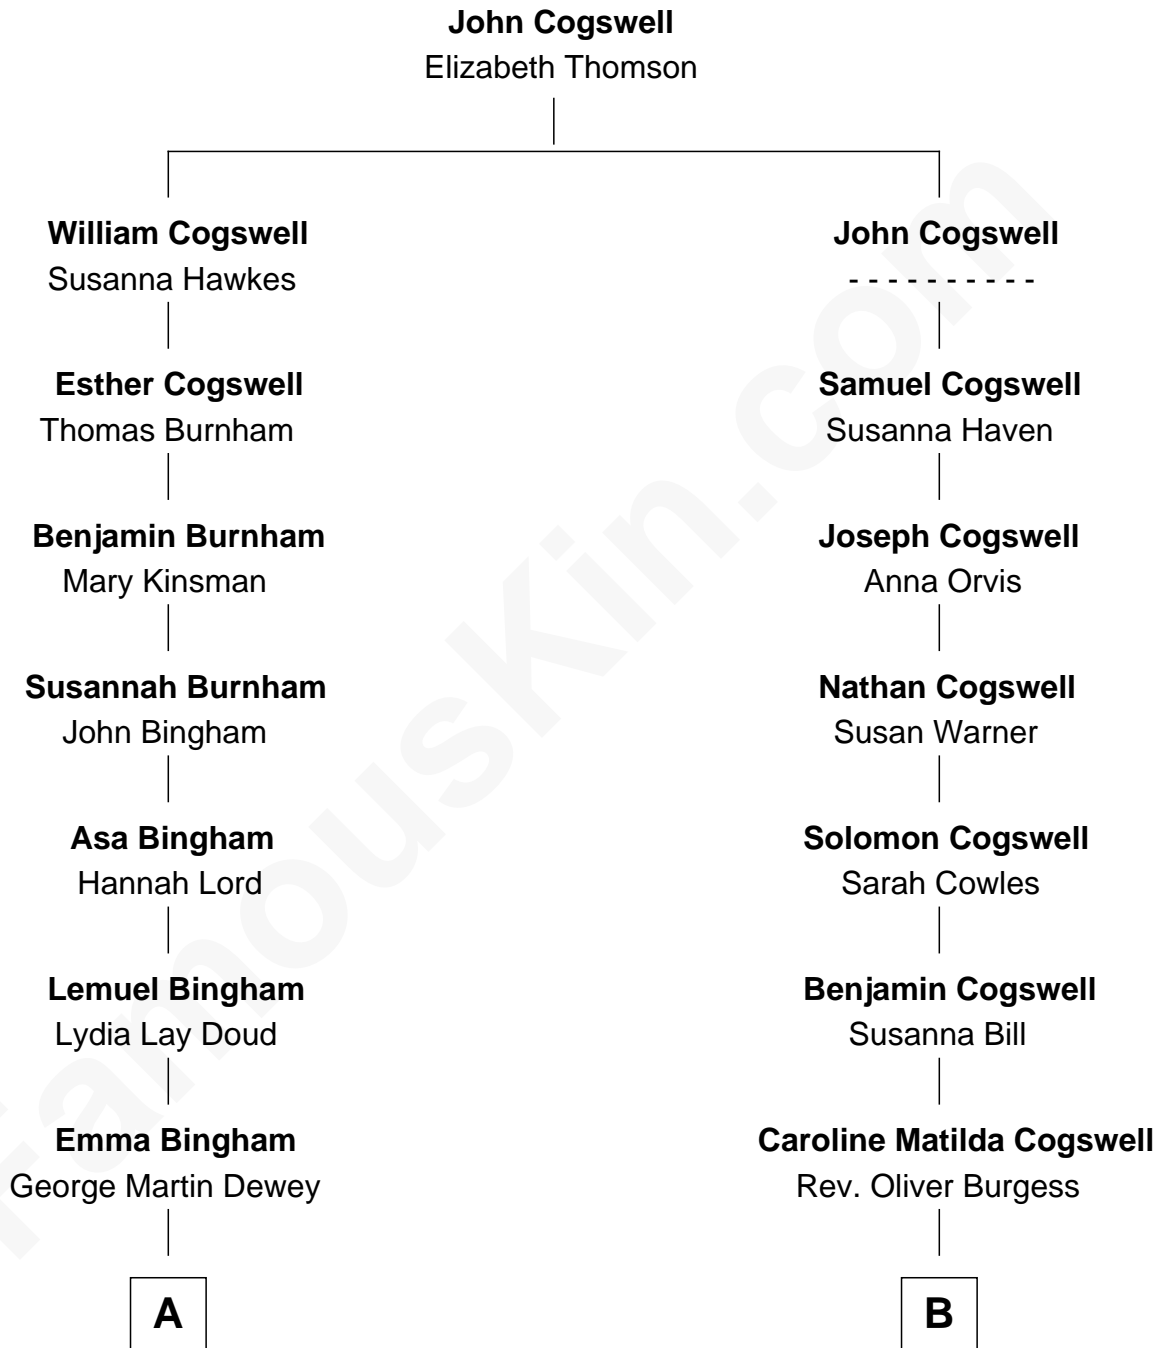 John Cogswell
Elizabeth Thomson
William Cogswell
Susanna Hawkes
John Cogswell
- - - - - - - - - -
Esther Cogswell
Thomas Burnham
Samuel Cogswell
Susanna Haven
Benjamin Burnham
Mary Kinsman
Joseph Cogswell
Anna Orvis
Susannah Burnham
John Bingham
Nathan Cogswell
Susan Warner
Asa Bingham
Hannah Lord
Solomon Cogswell
Sarah Cowles
Lemuel Bingham
Lydia Lay Doud
Benjamin Cogswell
Susanna Bill
Emma Bingham
George Martin Dewey
Caroline Matilda Cogswell
Rev. Oliver Burgess
A
B
FamousKin.com